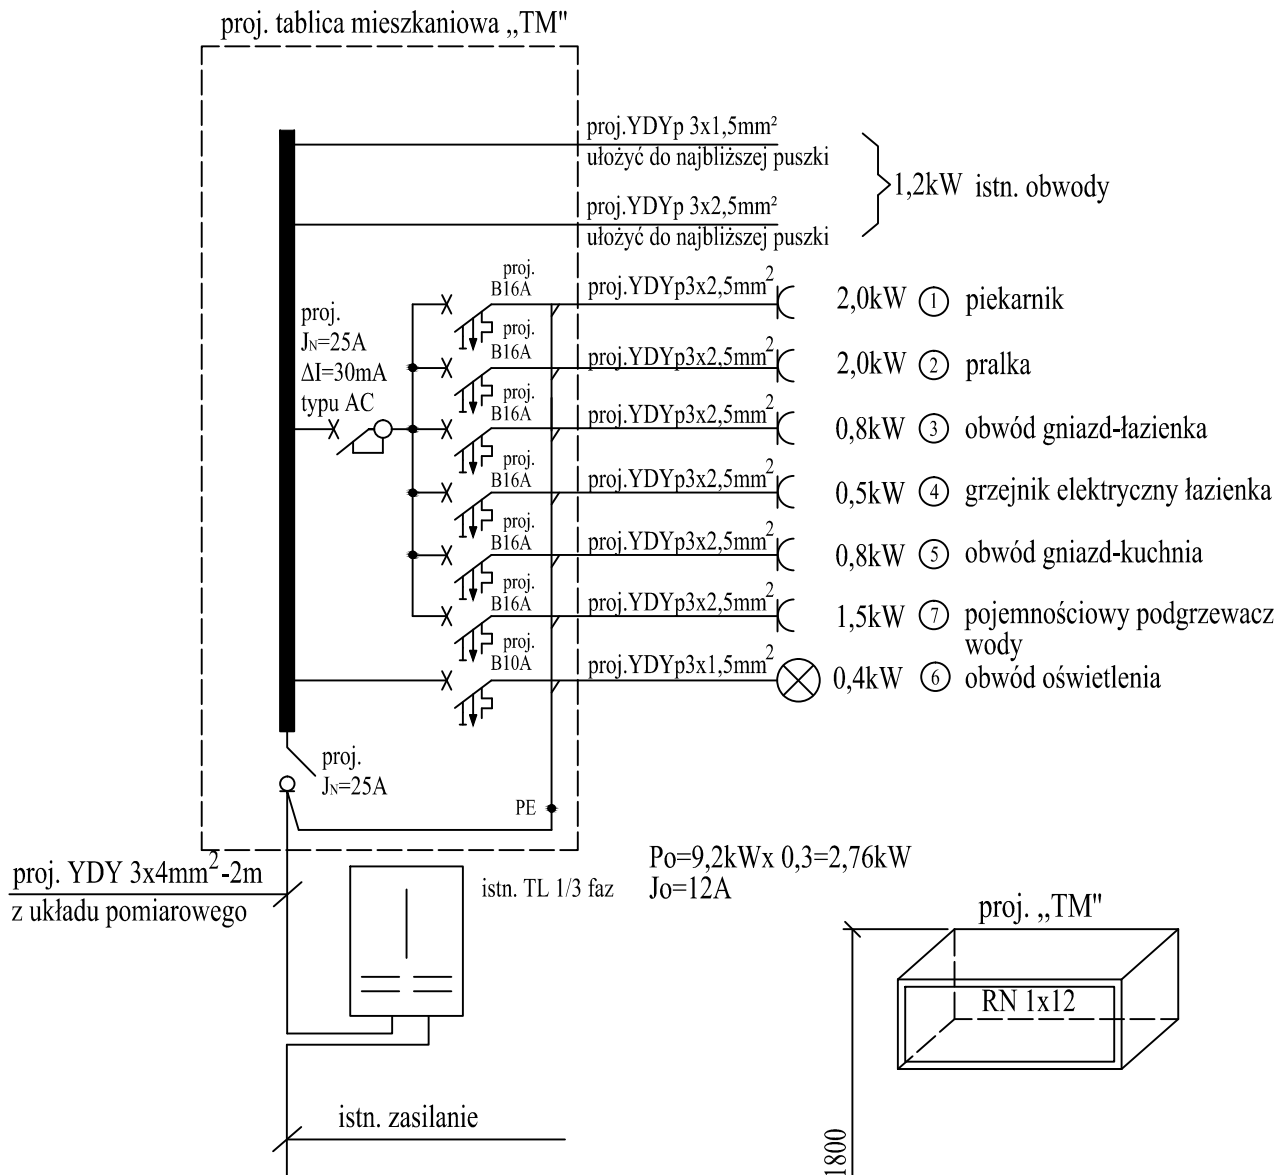 proj. tablica mieszkaniowa ,,TM"
proj.YDYp 3x1,5mm²
ułożyć do najbliższej puszki
proj.YDYp 3x2,5mm²
ułożyć do najbliższej puszki
1,2kW istn. obwody
proj.
B16A
proj.YDYp3x2,5mm²
2,0kW 1 piekarnik
proj.
JN=25A
ΔI=30mA
typu AC
proj.
B16A
proj.YDYp3x2,5mm²
2,0kW 2 pralka
proj.
B16A
proj.YDYp3x2,5mm²
0,8kW 3 obwód gniazd-łazienka
proj.
B16A
proj.YDYp3x2,5mm²
0,5kW 4 grzejnik elektryczny łazienka
proj.
B16A
proj.YDYp3x2,5mm²
0,8kW 5 obwód gniazd-kuchnia
proj.
B16A
proj.YDYp3x2,5mm²
1,5kW 7 pojemnościowy podgrzewacz
wody
proj.
B10A
proj.YDYp3x1,5mm²
0,4kW 6 obwód oświetlenia
proj.
JN=25A
PE
proj. YDY 3x4mm²-2m
z układu pomiarowego
istn. TL 1/3 faz
Po=9,2kWx 0,3=2,76kW
Jo=12A
proj. ,,TM"
RN 1x12
istn. zasilanie
1800